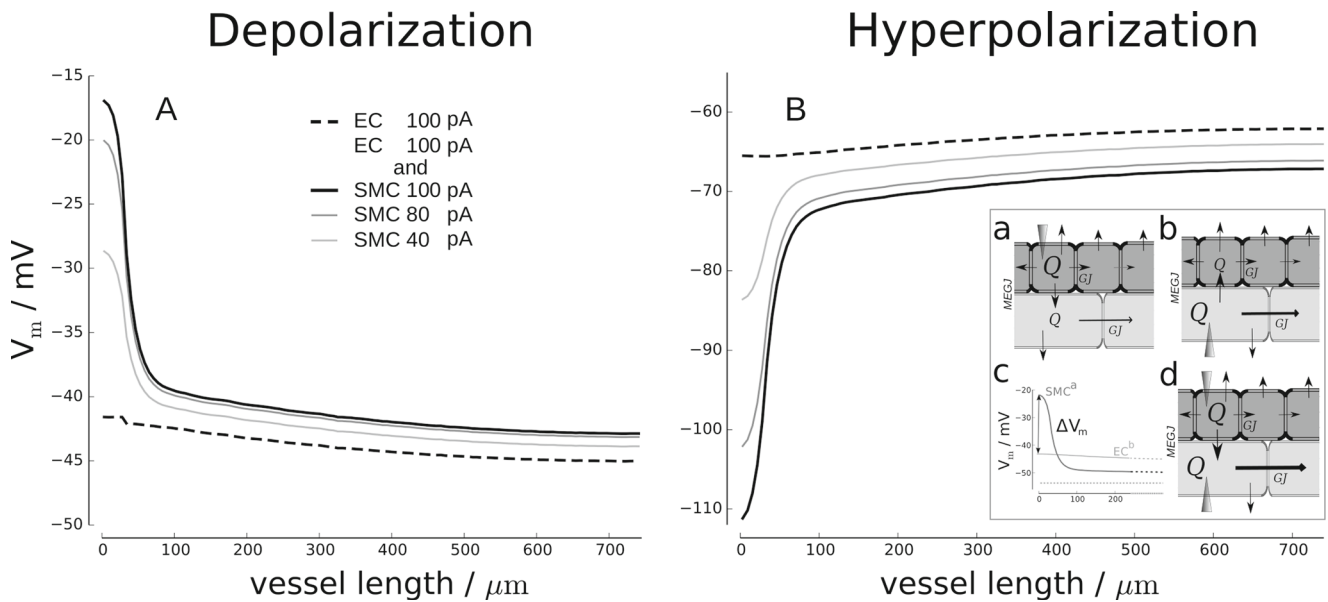 Depolarization
Hyperpolarization
A
EC 100 pA
EC 100 pA
and
SMC 100 pA
SMC 80 pA
SMC 40 pA
−15
−20
−25
−30
−35
−40
−45
−50
Vm / mV
0 100 200 300 400 500 600 700
vessel length / μm
B
−60
−70
−80
−90
−100
−110
0 100 200 300 400 500 600 700
vessel length / μm
a
Q
GJ
MEGJ
Q
GJ
b
Q
GJ
MEGJ
Q
GJ
c
SMCa
ΔVm
ECb
−20
−30
−40
−50
Vm / mV
0 100 200
d
Q
GJ
MEGJ
Q
GJ